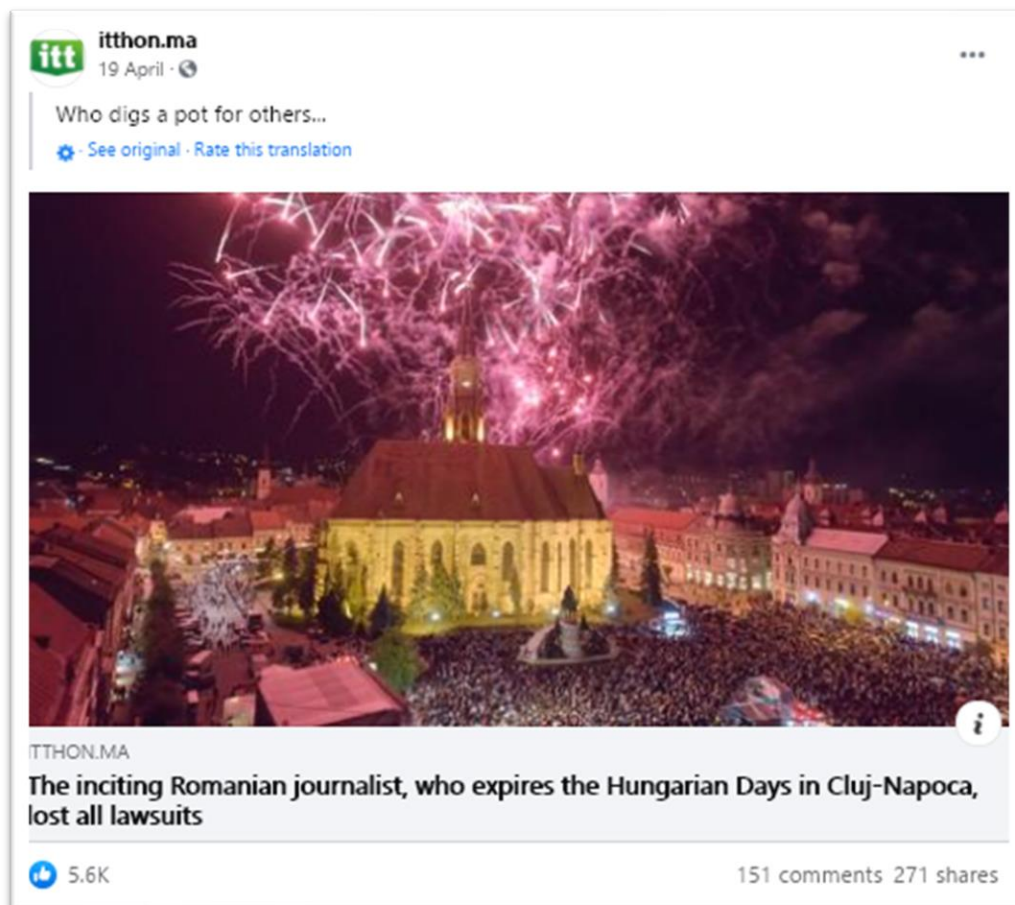 itt
itthon.ma
19 April ·
Who digs a pot for others...
· See original · Rate this translation
i
ITTHON.MA
The inciting Romanian journalist, who expires the Hungarian Days in Cluj-Napoca,
lost all lawsuits
5.6K
151 comments 271 shares